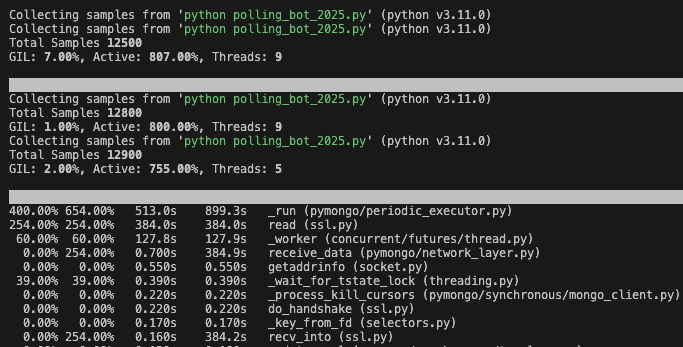 Collecting samples from 'python polling_bot_2025.py' (python v3.11.0)
Collecting samples from 'python polling_bot_2025.py' (python v3.11.0)
Total Samples 12500
GIL: 7.00%, Active: 807.00%, Threads: 9
Collecting samples from 'python polling_bot_2025.py' (python v3.11.0)
Total Samples 12800
GIL: 1.00%, Active: 800.00%, Threads: 9
Collecting samples from 'python polling_bot_2025.py' (python v3.11.0)
Total Samples 12900
GIL: 2.00%, Active: 755.00%, Threads: 5
400.00% 654.00% 513.0s 899.3s _run (pymongo/periodic_executor.py)
254.00% 254.00% 384.0s 384.0s read (ssl.py)
60.00% 60.00% 127.8s 127.9s _worker (concurrent/futures/thread.py)
0.00% 254.00% 0.700s 384.9s receive_data (pymongo/network_layer.py)
0.00% 0.00% 0.550s 0.550s getaddrinfo (socket.py)
39.00% 39.00% 0.390s 0.390s _wait_for_tstate_lock (threading.py)
0.00% 0.00% 0.220s 0.220s _process_kill_cursors (pymongo/synchronous/mongo_client.py)
0.00% 0.00% 0.220s 0.220s do_handshake (ssl.py)
0.00% 0.00% 0.170s 0.170s _key_from_fd (selectors.py)
0.00% 254.00% 0.160s 384.2s recv_into (ssl.py)